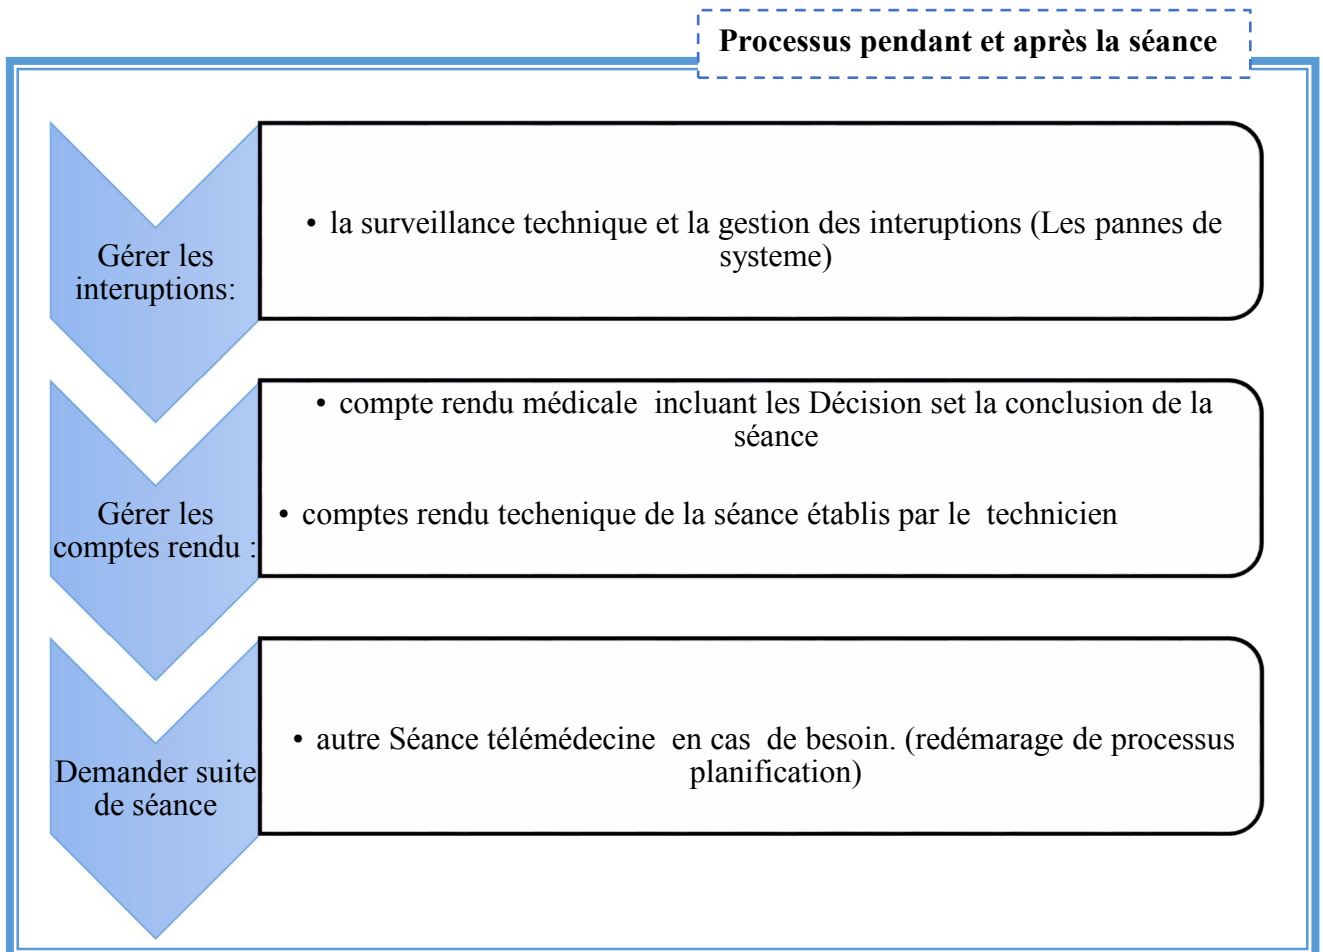 Processus pendant et après la séance
Gérer les
interuptions:
• la surveillance technique et la gestion des interuptions (Les pannes de
systeme)
Gérer les
comptes rendu :
• compte rendu médicale incluant les Décision set la conclusion de la
séance
• comptes rendu techenique de la séance établis par le technicien
Demander suite
de séance
• autre Séance télémédecine en cas de besoin. (redémarage de processus
planification)